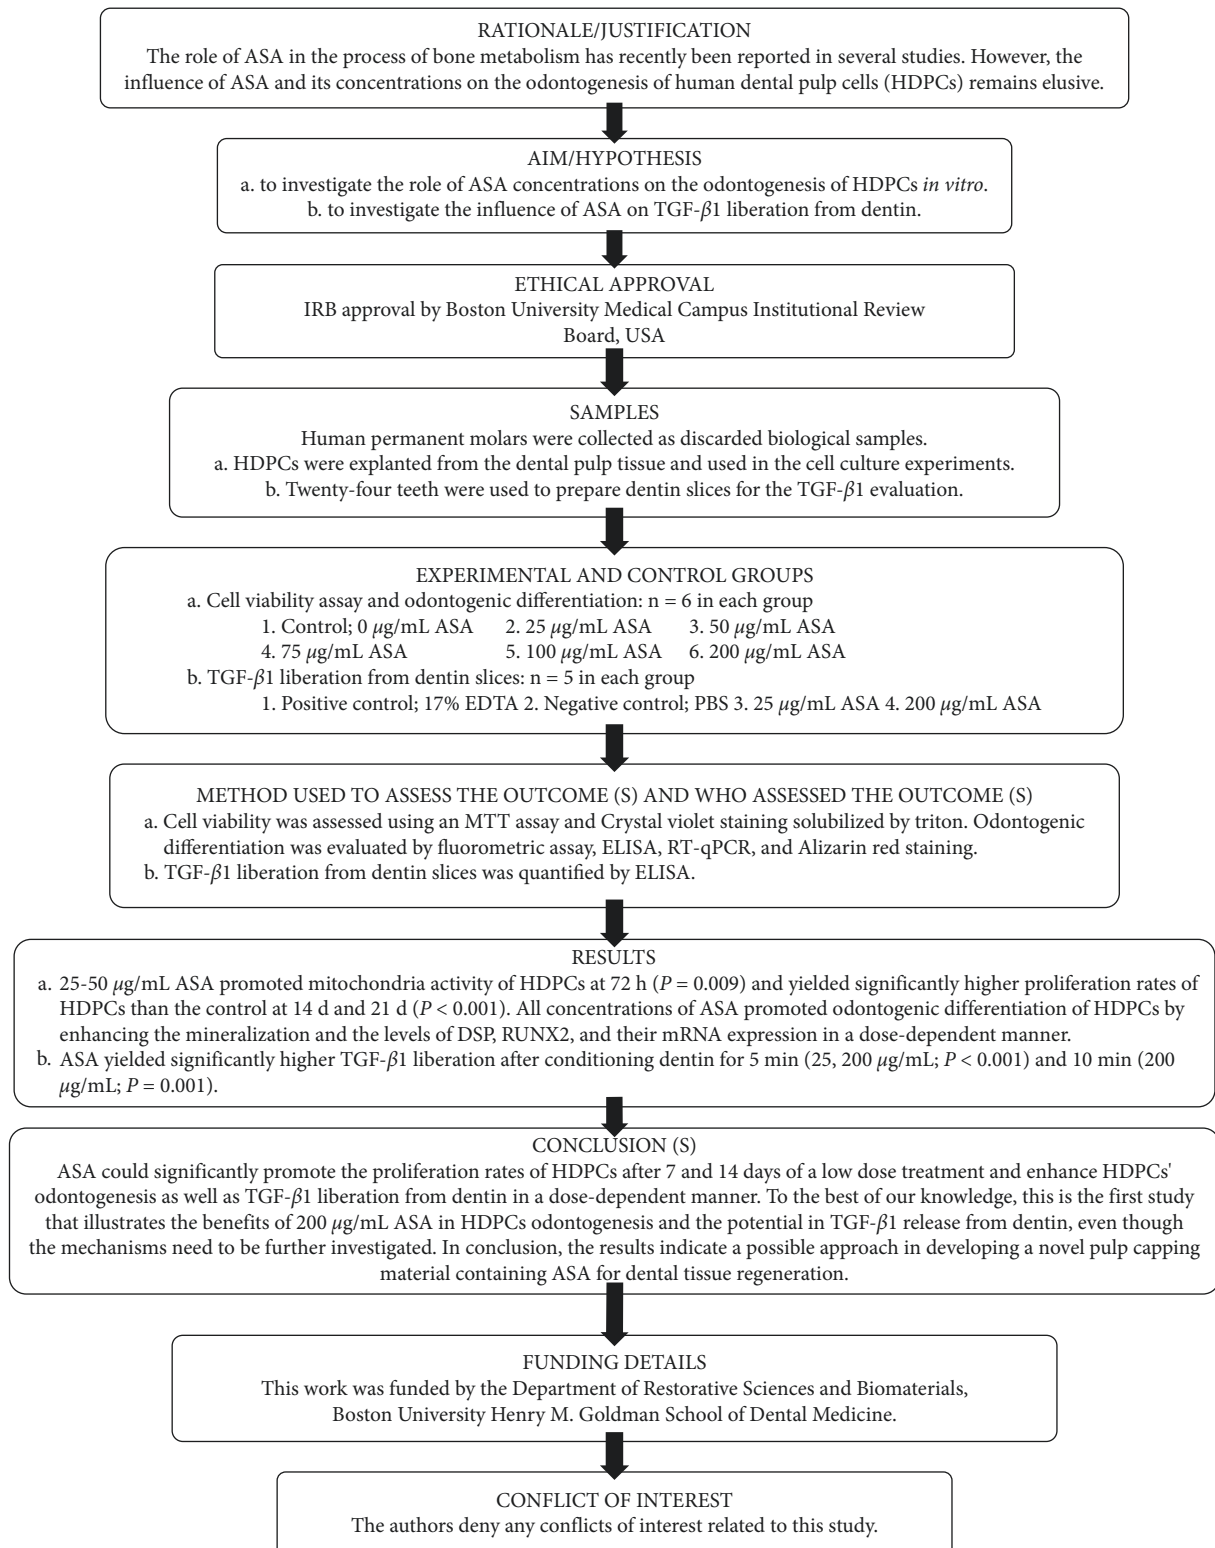 RATIONALE/JUSTIFICATION
The role of ASA in the process of bone metabolism has recently been reported in several studies. However, the
influence of ASA and its concentrations on the odontogenesis of human dental pulp cells (HDPCs) remains elusive.
AIM/HYPOTHESIS
a. to investigate the role of ASA concentrations on the odontogenesis of HDPCs in vitro.
b. to investigate the influence of ASA on TGF-β1 liberation from dentin.
ETHICAL APPROVAL
IRB approval by Boston University Medical Campus Institutional Review
Board, USA
SAMPLES
Human permanent molars were collected as discarded biological samples.
a. HDPCs were explanted from the dental pulp tissue and used in the cell culture experiments.
b. Twenty-four teeth were used to prepare dentin slices for the TGF-β1 evaluation.
EXPERIMENTAL AND CONTROL GROUPS
a. Cell viability assay and odontogenic differentiation: n = 6 in each group
1. Control; 0 μg/mL ASA 2. 25 μg/mL ASA 3. 50 μg/mL ASA
4. 75 μg/mL ASA 5. 100 μg/mL ASA 6. 200 μg/mL ASA
b. TGF-β1 liberation from dentin slices: n = 5 in each group
1. Positive control; 17% EDTA 2. Negative control; PBS 3. 25 μg/mL ASA 4. 200 μg/mL ASA
METHOD USED TO ASSESS THE OUTCOME (S) AND WHO ASSESSED THE OUTCOME (S)
a. Cell viability was assessed using an MTT assay and Crystal violet staining solubilized by triton. Odontogenic
differentiation was evaluated by fluorometric assay, ELISA, RT-qPCR, and Alizarin red staining.
b. TGF-β1 liberation from dentin slices was quantified by ELISA.
RESULTS
a. 25-50 μg/mL ASA promoted mitochondria activity of HDPCs at 72 h (P = 0.009) and yielded significantly higher proliferation rates of
HDPCs than the control at 14 d and 21 d (P < 0.001). All concentrations of ASA promoted odontogenic differentiation of HDPCs by
enhancing the mineralization and the levels of DSP, RUNX2, and their mRNA expression in a dose-dependent manner.
b. ASA yielded significantly higher TGF-β1 liberation after conditioning dentin for 5 min (25, 200 μg/mL; P < 0.001) and 10 min (200
μg/mL; P = 0.001).
CONCLUSION (S)
ASA could significantly promote the proliferation rates of HDPCs after 7 and 14 days of a low dose treatment and enhance HDPCs'
odontogenesis as well as TGF-β1 liberation from dentin in a dose-dependent manner. To the best of our knowledge, this is the first study
that illustrates the benefits of 200 μg/mL ASA in HDPCs odontogenesis and the potential in TGF-β1 release from dentin, even though
the mechanisms need to be further investigated. In conclusion, the results indicate a possible approach in developing a novel pulp capping
material containing ASA for dental tissue regeneration.
FUNDING DETAILS
This work was funded by the Department of Restorative Sciences and Biomaterials,
Boston University Henry M. Goldman School of Dental Medicine.
CONFLICT OF INTEREST
The authors deny any conflicts of interest related to this study.